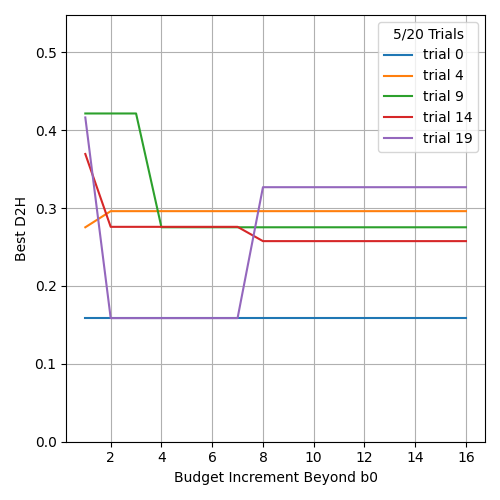 5/20 Trials
trial 0
trial 4
trial 9
trial 14
trial 19
Best D2H
0.5
0.4
0.3
0.2
0.1
0.0
2 4 6 8 10 12 14 16
Budget Increment Beyond b0